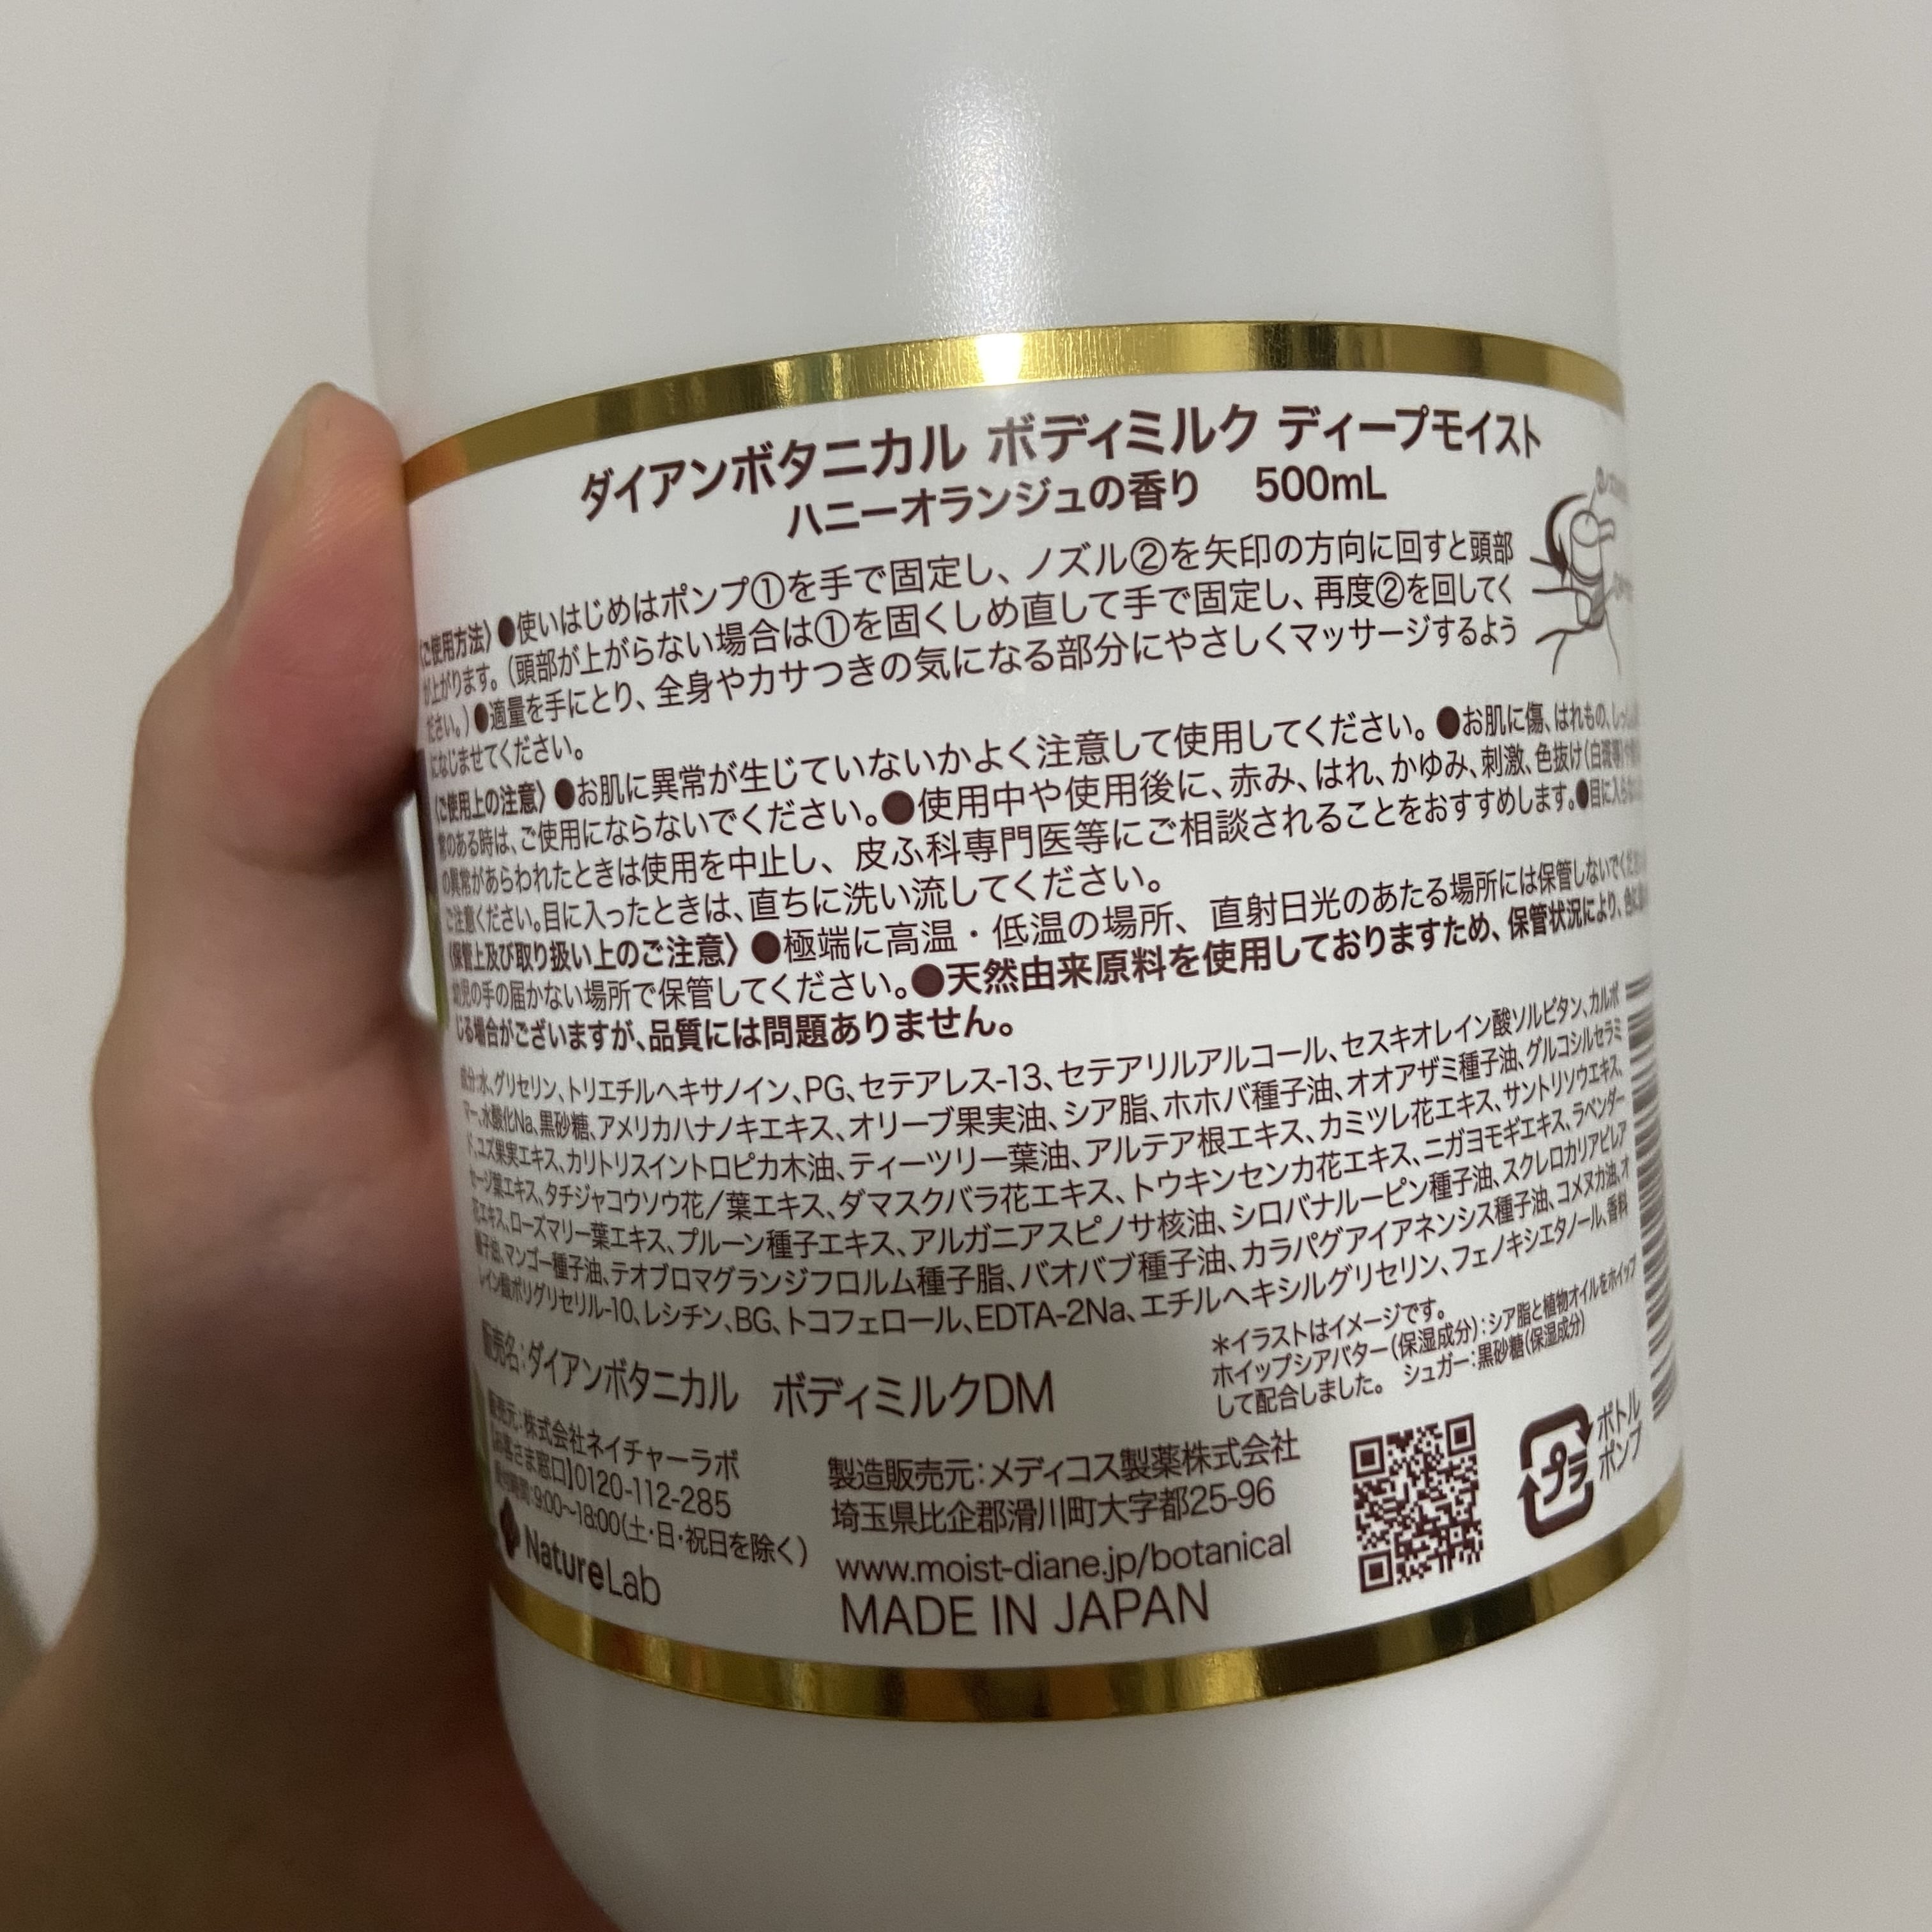 ダイアンボタニカル ボディミルク ディープモイスト
ハニーオランジュの香り 500mL
〈ご使用方法〉●使いはじめはポンプ①を手で固定し、ノズル②を矢印の方向に回すと頭部
が上がります。（頭部が上がらない場合は①を固くしめ直して手で固定し、再度②を回してく
ださい。）●適量を手にとり、全身やカサつきの気になる部分にやさしくマッサージするよう
になじませてください。
〈ご使用上の注意〉●お肌に異常が生じていないかよく注意して使用してください。●お肌に傷、はれもの、
常のある時は、ご使用にならないでください。●使用中や使用後に、赤み、はれ、かゆみ、刺激、色抜け（白斑等）や
の異常があらわれたときは使用を中止し、皮ふ科専門医等にご相談されることをおすすめします。●目に入らな
ご注意ください。目に入ったときは、直ちに洗い流してください。
〈保管上及び取り扱い上のご注意〉●極端に高温・低温の場所、直射日光のあたる場所には保管しないでくだ
幼児の手の届かない場所で保管してください。●天然由来原料を使用しておりますため、保管状況により、
じる場合がございますが、品質には問題ありません。
成分:水、グリセリン、トリエチルヘキサノイン、PG、セテアレス-13、セテアリルアルコール、セスキオレイン酸ソルビタン、カルボ
マー、水酸化Na、黒砂糖、アメリカハナノキエキス、オリーブ果実油、シア脂、ホホバ種子油、オオアザミ種子油、グルコシルセラミ
ド、ユズ果実エキス、カリトリスイントロピカ木油、ティーツリー葉油、アルテア根エキス、カミツレ花エキス、サントリソウエキス、
セージ葉エキス、タチジャコウソウ花／葉エキス、ダマスクバラ花エキス、トウキンセンカ花エキス、ニガヨモギエキス、ラベンダー
花エキス、ローズマリー葉エキス、プルーン種子エキス、アルガニアスピノサ核油、シロバナルーピン種子油、スクレロカリアビレア
種子油、マンゴー種子油、テオブロマグランジフロルム種子脂、バオバブ種子油、カラパグアイアネンシス種子油、コメヌカ油、オ
レイン酸ポリグリセリル-10、レシチン、BG、トコフェロール、EDTA-2Na、エチルヘキシルグリセリン、フェノキシエタノール、香料
販売名:ダイアンボタニカル ボディミルクDM
＊イラストはイメージです。
ホイップシアバター（保湿成分）:シア脂と植物オイルをホイップ
して配合しました。 シュガー:黒砂糖（保湿成分）
販売元:株式会社ネイチャーラボ
【お客さま窓口】0120-112-285
受付時間:9:00〜18:00（土・日・祝日を除く）
NatureLab
製造販売元:メディコス製薬株式会社
埼玉県比企郡滑川町大字都25-96
www.moist-diane.jp/botanical
MADE IN JAPAN
プラ
ボトル
ポンプ